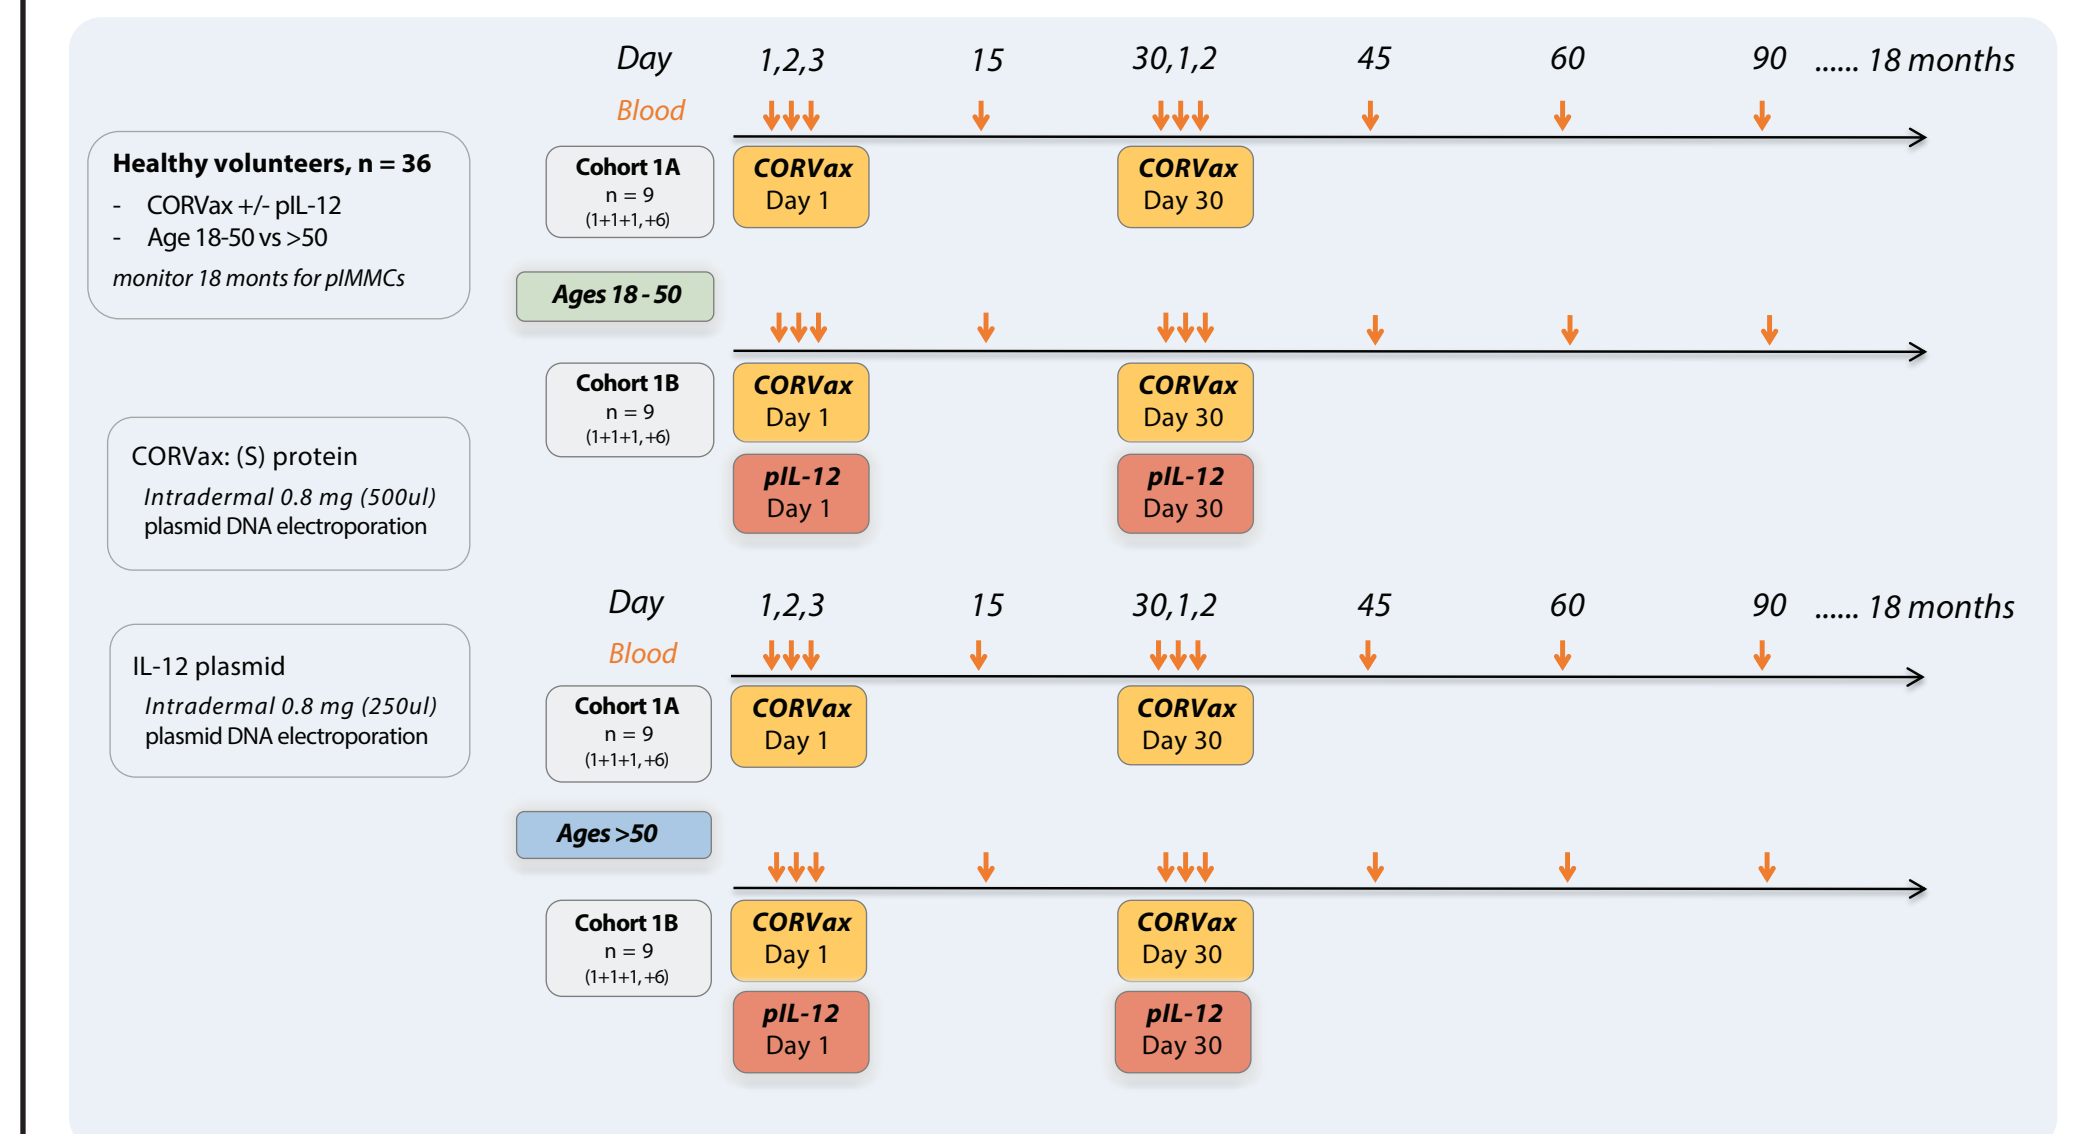 Day 1,2,3 15 30,1,2 45 60 90 ...... 18 months
Blood
Healthy volunteers, n = 36
- CORVax +/- pIL-12
- Age 18-50 vs >50
monitor 18 monts for pIMMCs
Cohort 1A
n = 9
(1+1+1, +6)
CORVax
Day 1
CORVax
Day 30
Ages 18 - 50
Cohort 1B
n = 9
(1+1+1, +6)
CORVax
Day 1
CORVax
Day 30
pIL-12
Day 1
pIL-12
Day 30
CORVax: (S) protein
Intradermal 0.8 mg (500ul)
plasmid DNA electroporation
IL-12 plasmid
Intradermal 0.8 mg (250ul)
plasmid DNA electroporation
Day 1,2,3 15 30,1,2 45 60 90 ...... 18 months
Blood
Cohort 1A
n = 9
(1+1+1, +6)
CORVax
Day 1
CORVax
Day 30
Ages >50
Cohort 1B
n = 9
(1+1+1, +6)
CORVax
Day 1
CORVax
Day 30
pIL-12
Day 1
pIL-12
Day 30